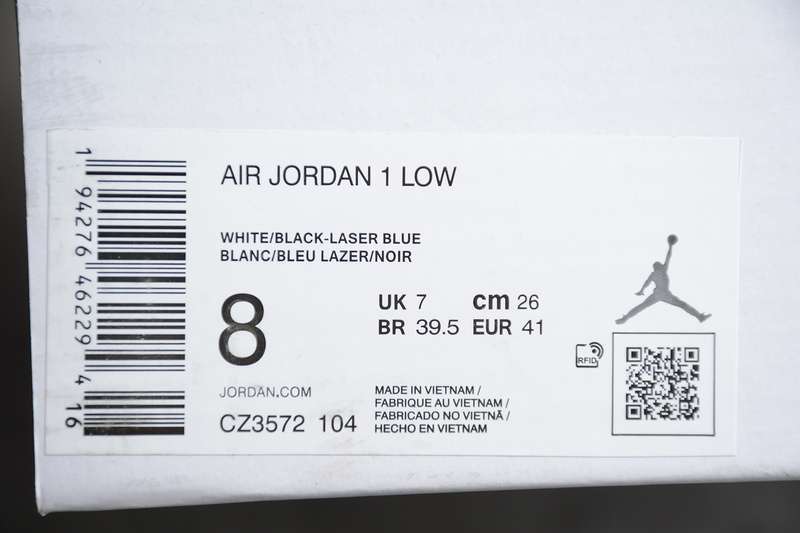 1 94276 46229 4 16
AIR JORDAN 1 LOW
WHITE/BLACK-LASER BLUE
BLANC/BLEU LAZER/NOIR
8
UK 7 cm 26
BR 39.5 EUR 41
RFID
JORDAN.COM
CZ3572 104
MADE IN VIETNAM /
FABRIQUE AU VIETNAM /
FABRICADO NO VIETNÃ /
HECHO EN VIETNAM